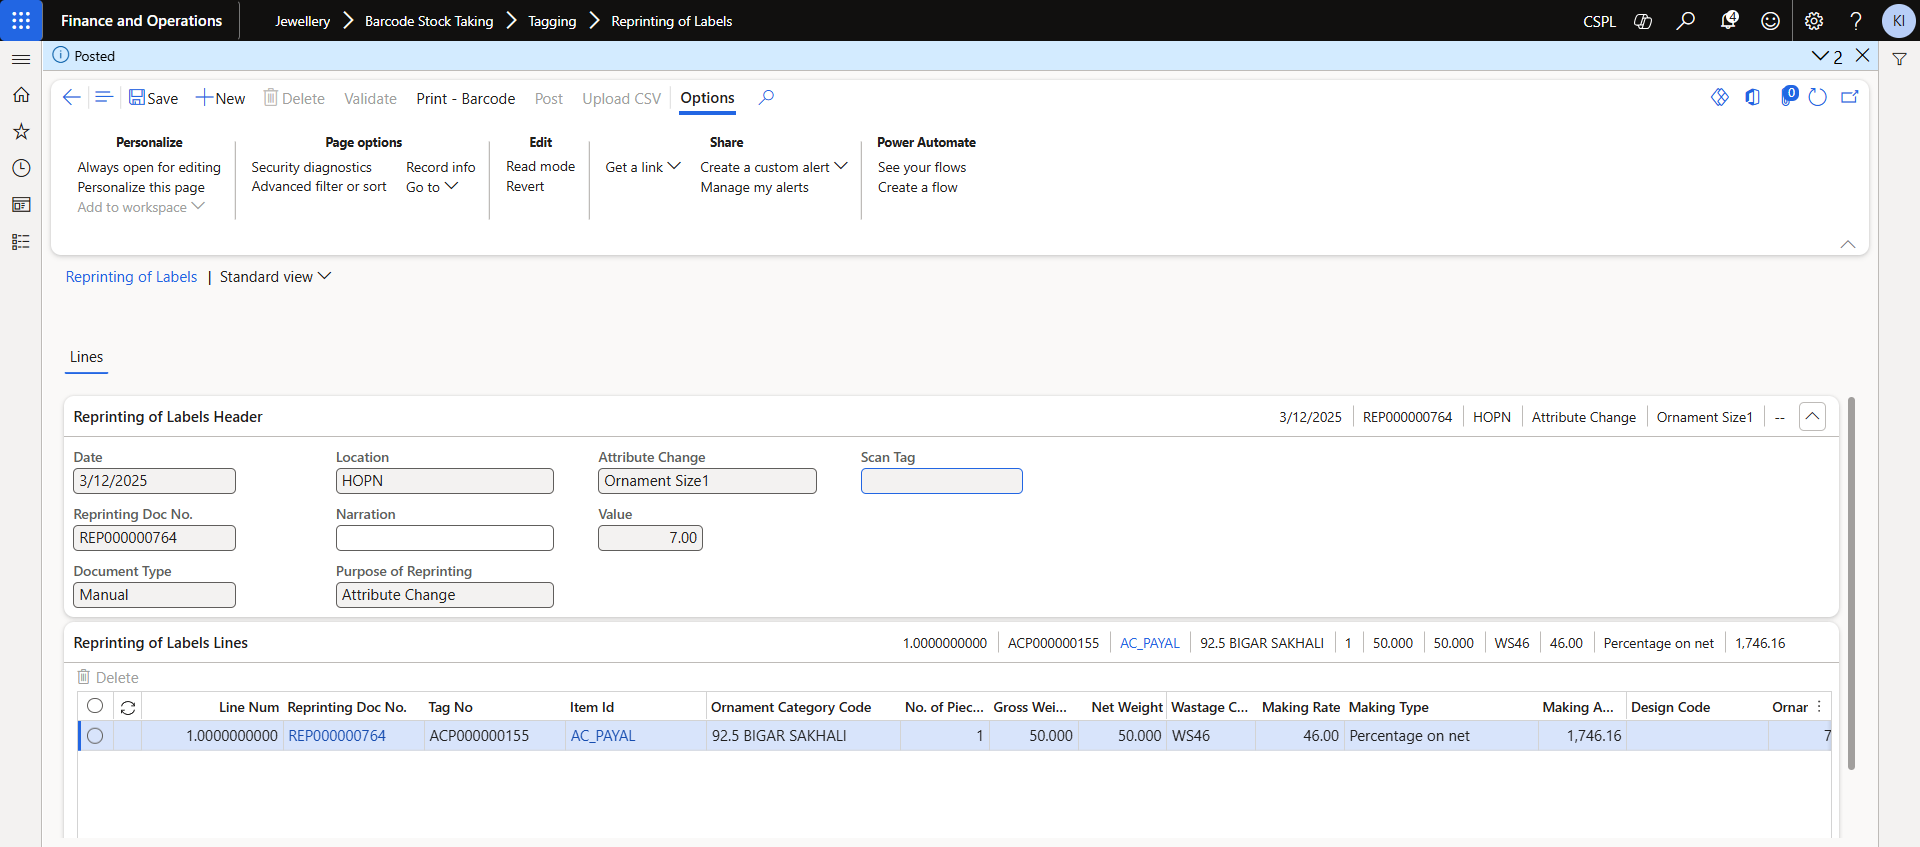 Finance and Operations
Jewellery Barcode Stock Taking Tagging Reprinting of Labels
CSPL 4 KI
Posted 2
Save New Delete Validate Print - Barcode Post Upload CSV Options 0
Personalize Page options Edit Share Power Automate
Always open for editing Security diagnostics Record info Read mode Get a link Create a custom alert See your flows
Personalize this page Advanced filter or sort Go to Revert Manage my alerts Create a flow
Add to workspace
Reprinting of Labels | Standard view
Lines
Reprinting of Labels Header 3/12/2025 REP000000764 HOPN Attribute Change Ornament Size1 --
Date Location Attribute Change Scan Tag
3/12/2025 HOPN Ornament Size1
Reprinting Doc No. Narration Value
REP000000764 7.00
Document Type Purpose of Reprinting
Manual Attribute Change
Reprinting of Labels Lines 1.0000000000 ACP000000155 AC_PAYAL 92.5 BIGAR SAKHALI 1 50.000 50.000 WS46 46.00 Percentage on net 1,746.16
Delete
Line Num Reprinting Doc No. Tag No Item Id Ornament Category Code No. of Piec... Gross Wei... Net Weight Wastage C... Making Rate Making Type Making A... Design Code Ornar
1.0000000000 REP000000764 ACP000000155 AC_PAYAL 92.5 BIGAR SAKHALI 1 50.000 50.000 WS46 46.00 Percentage on net 1,746.16 7